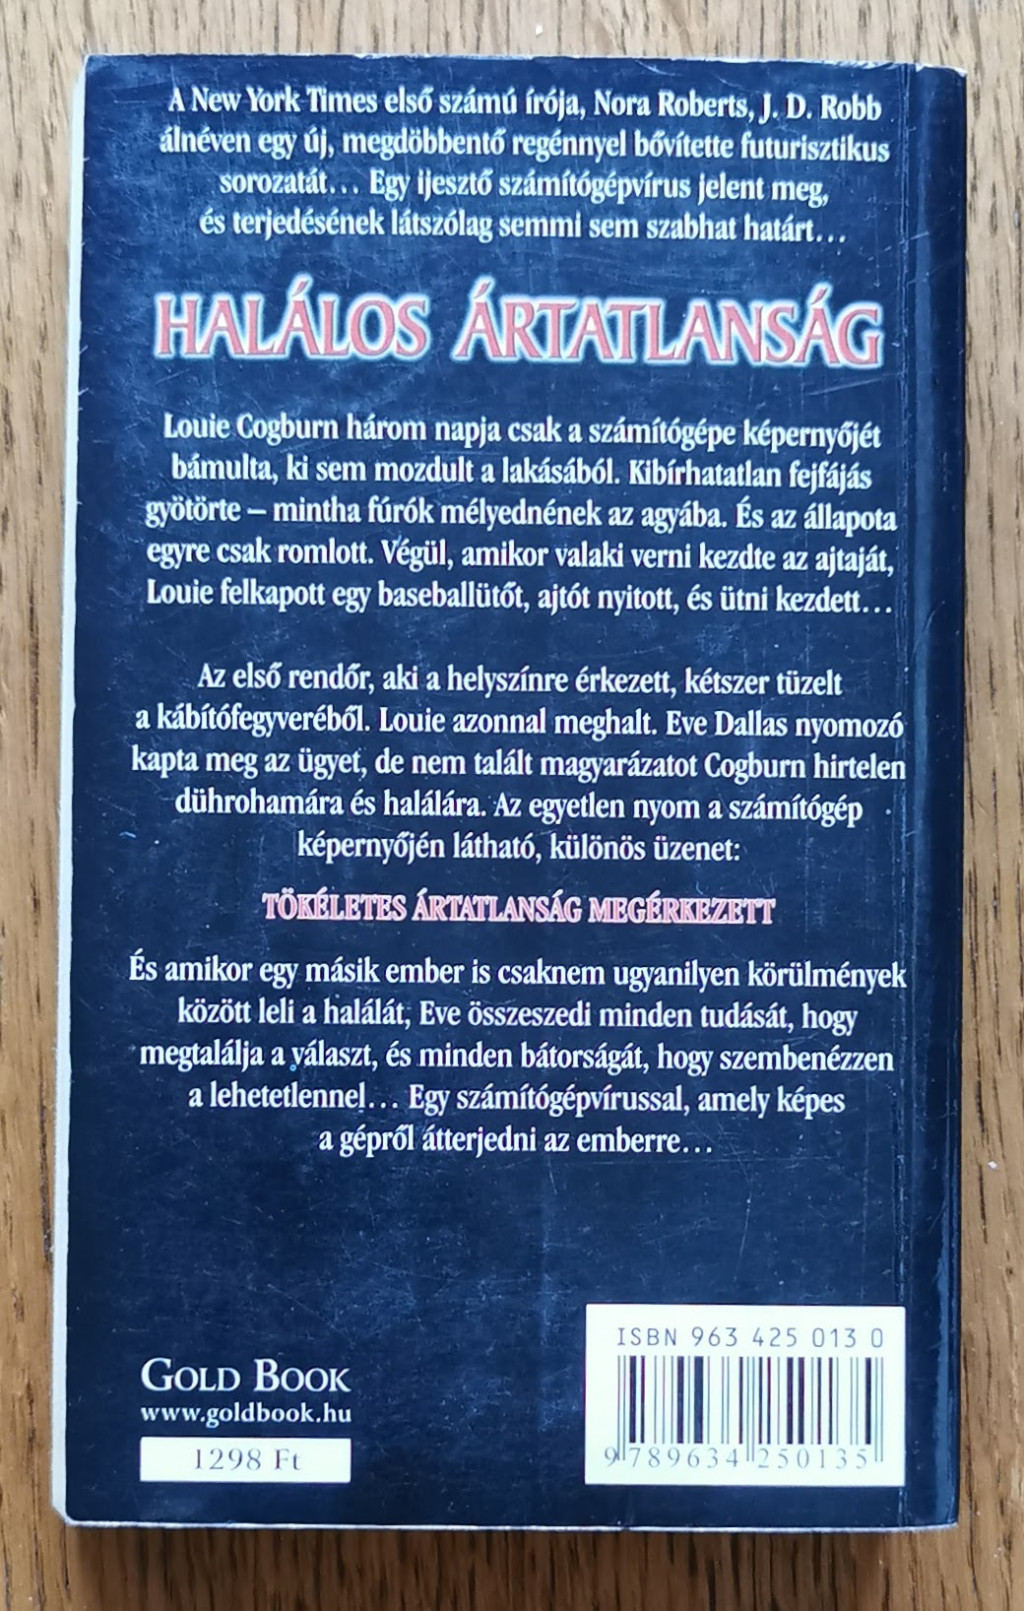 A New York Times első számú írója, Nora Roberts, J. D. Robb
álnéven egy új, megdöbbentő regénnyel bővítette futurisztikus
sorozatát... Egy ijesztő számítógépvírus jelent meg,
és terjedésének látszólag semmi sem szabhat határt...
HALÁLOS ÁRTATLANSÁG
Louie Cogburn három napja csak a számítógépe képernyőjét
bámulta, ki sem mozdult a lakásából. Kibírhatatlan fejfájás
gyötörte – mintha fúrók mélyednének az agyába. És az állapota
egyre csak romlott. Végül, amikor valaki verni kezdte az ajtaját,
Louie felkapott egy baseballütőt, ajtót nyitott, és ütni kezdett...
Az első rendőr, aki a helyszínre érkezett, kétszer tüzelt
a kábítófegyveréből. Louie azonnal meghalt. Eve Dallas nyomozó
kapta meg az ügyet, de nem talált magyarázatot Cogburn hirtelen
dührohamára és halálára. Az egyetlen nyom a számítógép
képernyőjén látható, különös üzenet:
TÖKÉLETES ÁRTATLANSÁG MEGÉRKEZETT
És amikor egy másik ember is csaknem ugyanilyen körülmények
között leli a halálát, Eve összeszedi minden tudását, hogy
megtalálja a választ, és minden bátorságát, hogy szembenézzen
a lehetetlennel... Egy számítógépvírussal, amely képes
a gépről átterjedni az emberre...
ISBN 963 425 013 0
GOLD BOOK
www.goldbook.hu
1298 Ft
9 789634 250135